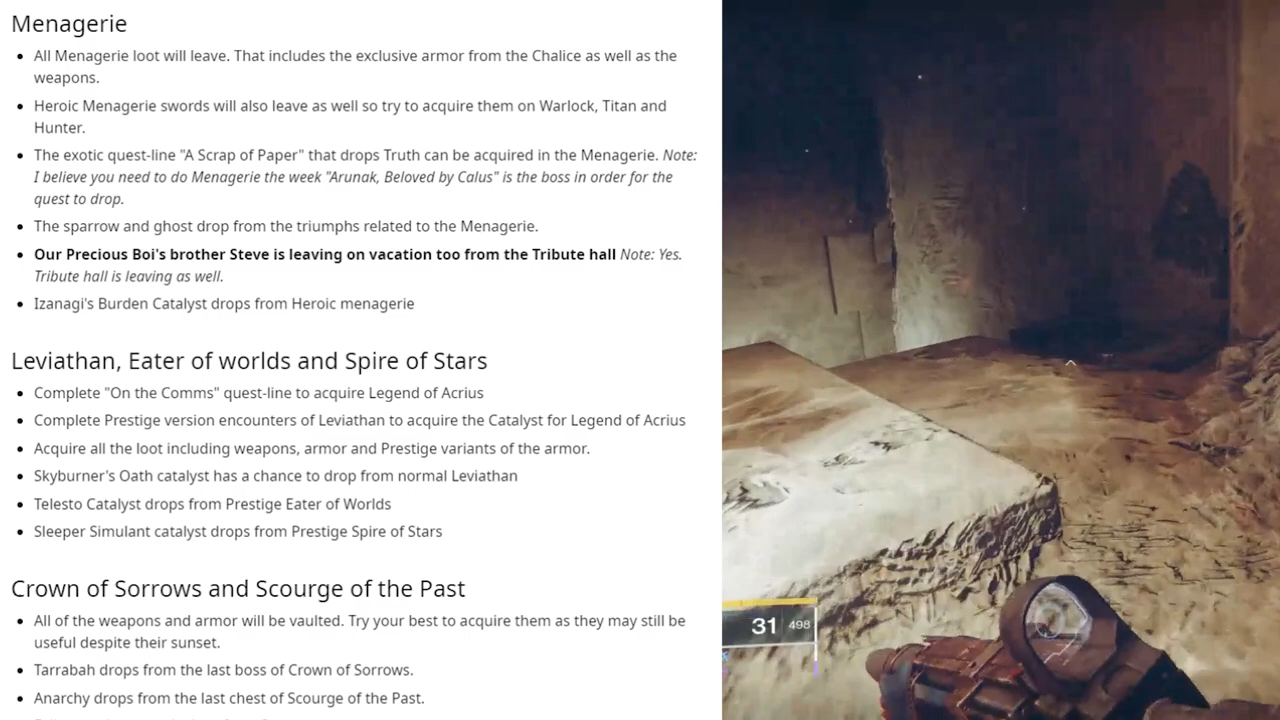 Menagerie
All Menagerie loot will leave. That includes the exclusive armor from the Chalice as well as the
weapons.
Heroic Menagerie swords will also leave as well so try to acquire them on Warlock, Titan and
Hunter.
The exotic quest-line "A Scrap of Paper" that drops Truth can be acquired in the Menagerie. Note:
I believe you need to do Menagerie the week "Arunak, Beloved by Calus" is the boss in order for the
quest to drop.
The sparrow and ghost drop from the triumphs related to the Menagerie.
Our Precious Boi's brother Steve is leaving on vacation too from the Tribute hall Note: Yes.
Tribute hall is leaving as well.
Izanagi's Burden Catalyst drops from Heroic menagerie
Leviathan, Eater of worlds and Spire of Stars
Complete "On the Comms" quest-line to acquire Legend of Acrius
Complete Prestige version encounters of Leviathan to acquire the Catalyst for Legend of Acrius
Acquire all the loot including weapons, armor and Prestige variants of the armor.
Skyburner's Oath catalyst has a chance to drop from normal Leviathan
Telesto Catalyst drops from Prestige Eater of Worlds
Sleeper Simulant catalyst drops from Prestige Spire of Stars
Crown of Sorrows and Scourge of the Past
All of the weapons and armor will be vaulted. Try your best to acquire them as they may still be
useful despite their sunset.
Tarrabah drops from the last boss of Crown of Sorrows.
Anarchy drops from the last chest of Scourge of the Past.
31 498